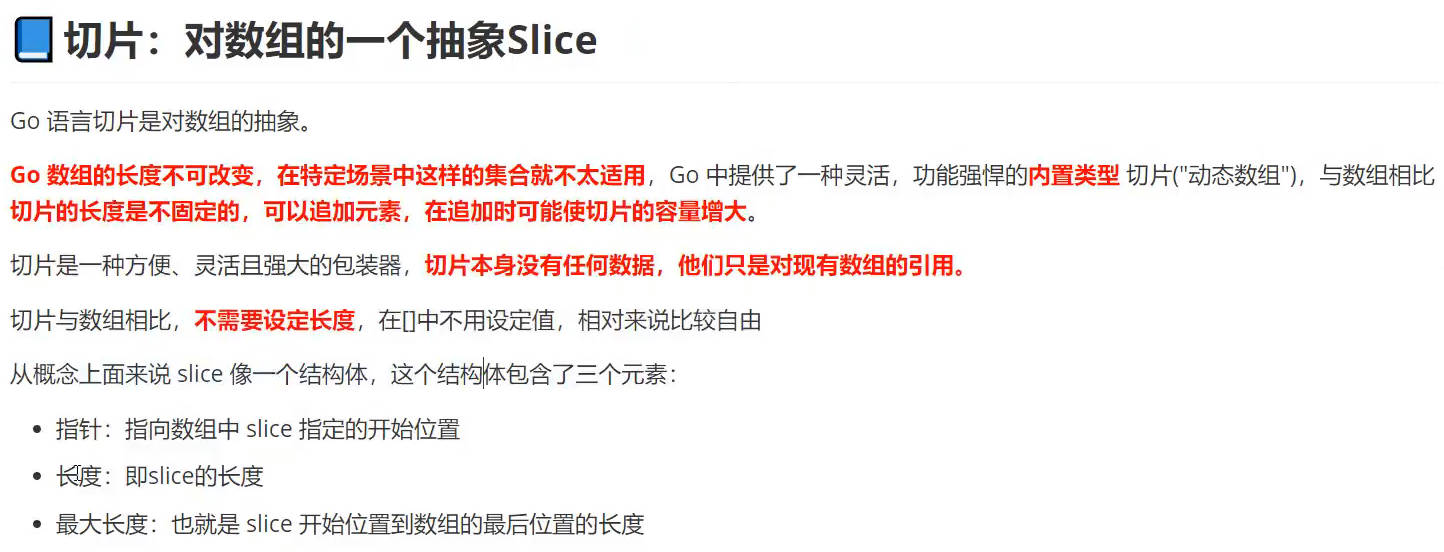 切片：对数组的一个抽象Slice
Go 语言切片是对数组的抽象。
Go 数组的长度不可改变，在特定场景中这样的集合就不太适用，Go 中提供了一种灵活，功能强悍的内置类型 切片("动态数组")，与数组相比
切片的长度是不固定的，可以追加元素，在追加时可能使切片的容量增大。
切片是一种方便、灵活且强大的包装器，切片本身没有任何数据，他们只是对现有数组的引用。
切片与数组相比，不需要设定长度，在[]中不用设定值，相对来说比较自由
从概念上面来说 slice 像一个结构体，这个结构体包含了三个元素：
• 指针：指向数组中 slice 指定的开始位置
• 长度：即slice的长度
• 最大长度：也就是 slice 开始位置到数组的最后位置的长度